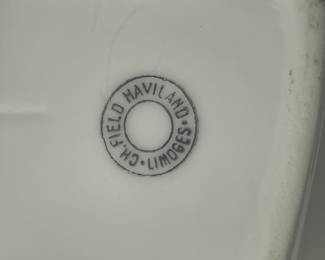 CH. FIELD HAVILAND • LIMOGES •